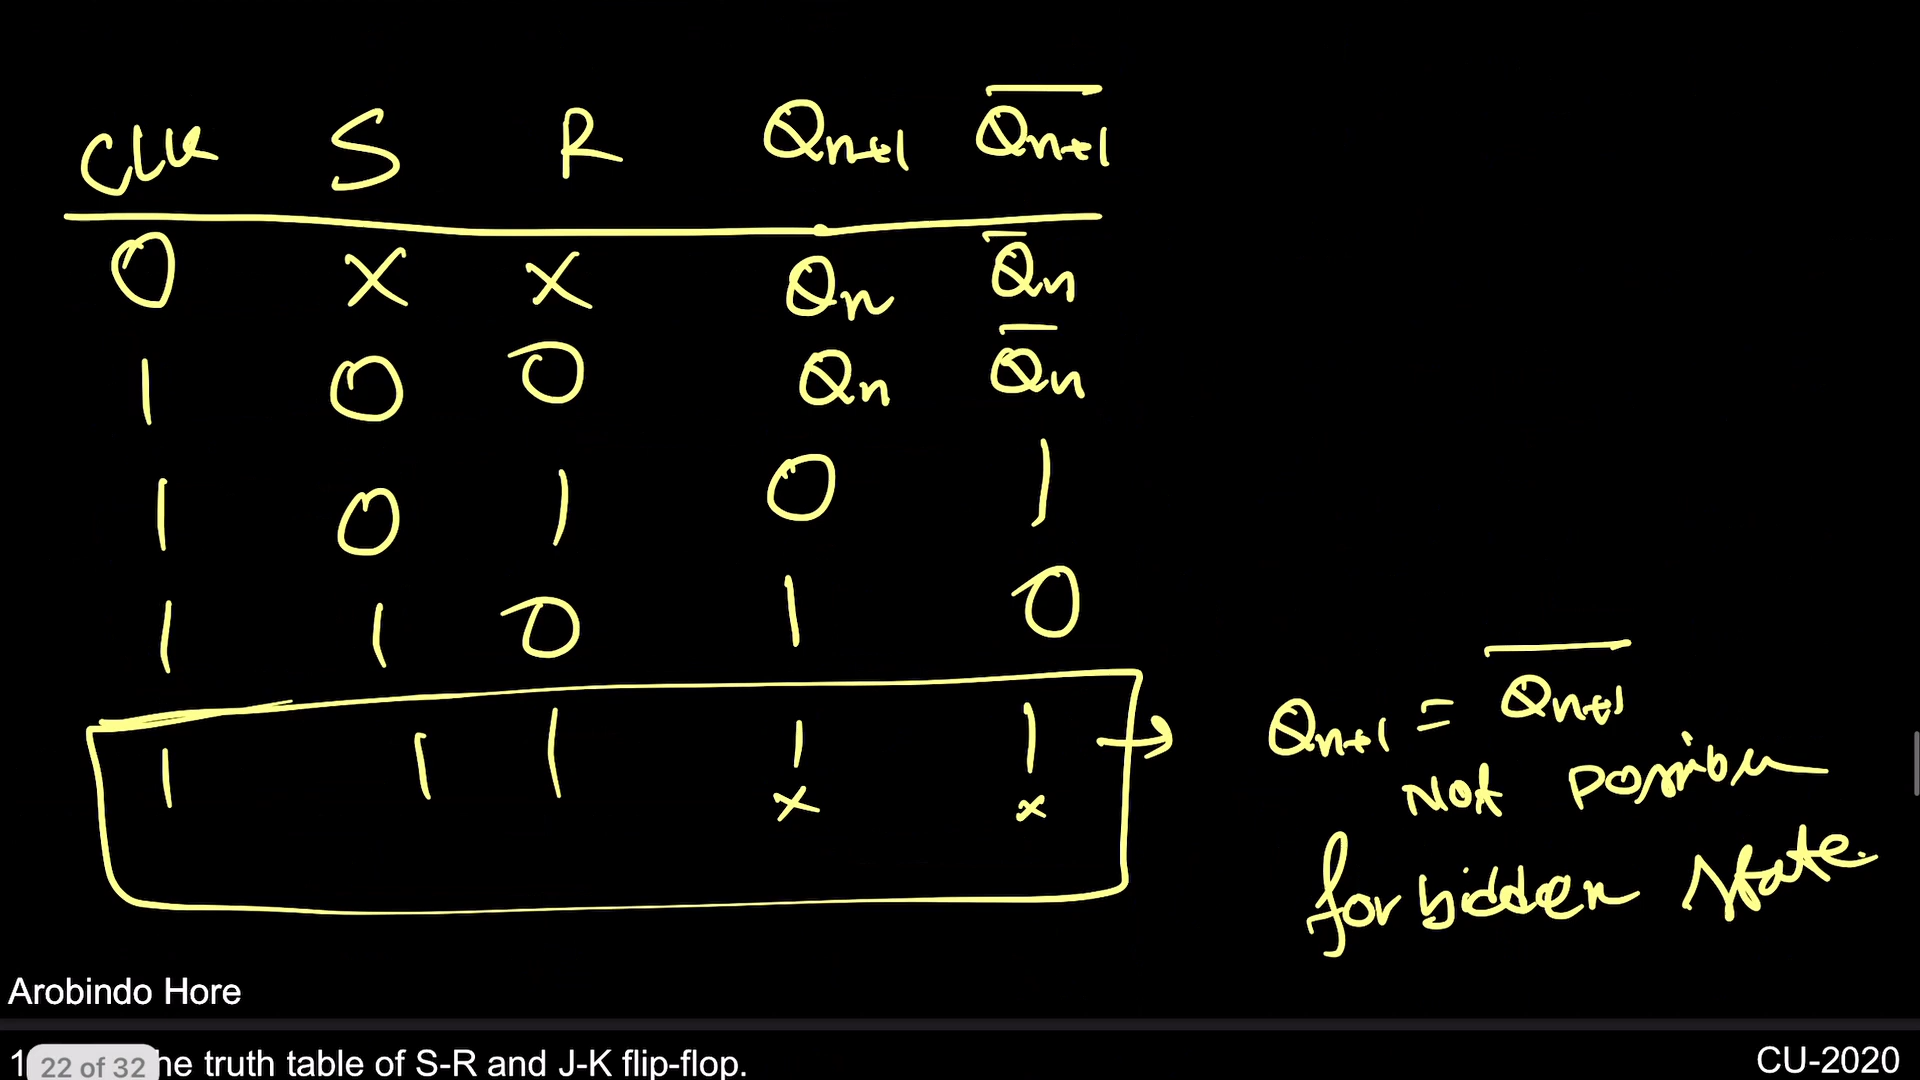 CLK S R Qn+1 Q̅n+1
0 X X Qn Q̅n
1 0 0 Qn Q̅n
1 0 1 0 1
1 1 0 1 0
1 1 1 1 1
x x
Qn+1 = Q̅n+1
Not possible
forbidden state.
Arobindo Hore
1
22 of 32
he truth table of S-R and J-K flip-flop.
CU-2020